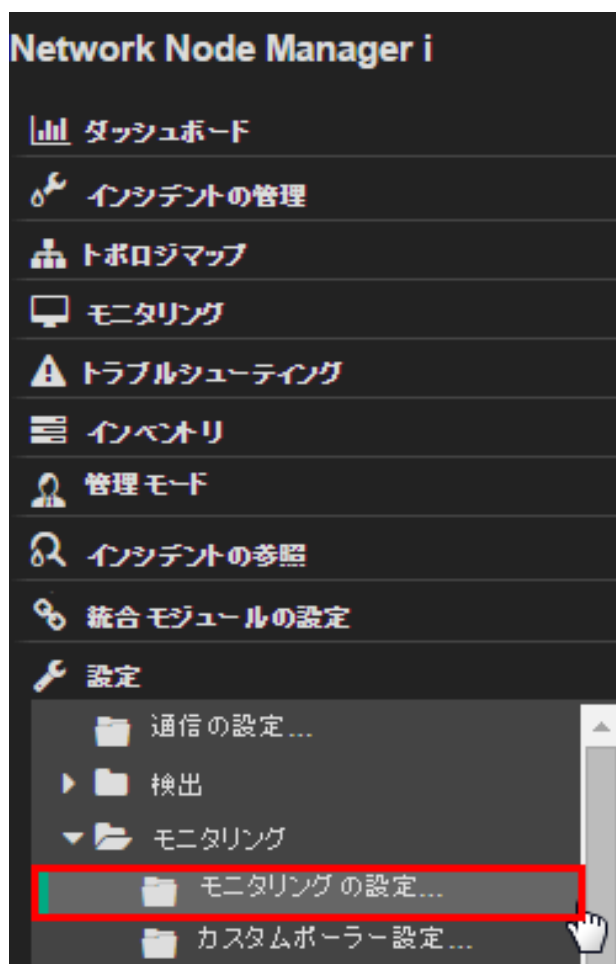 Network Node Manager i
ダッシュボード
インシデントの管理
トポロジマップ
モニタリング
トラブルシューティング
インベントリ
管理モード
インシデントの参照
統合モジュールの設定
設定
通信の設定...
検出
モニタリング
モニタリングの設定...
カスタムポーラー設定...